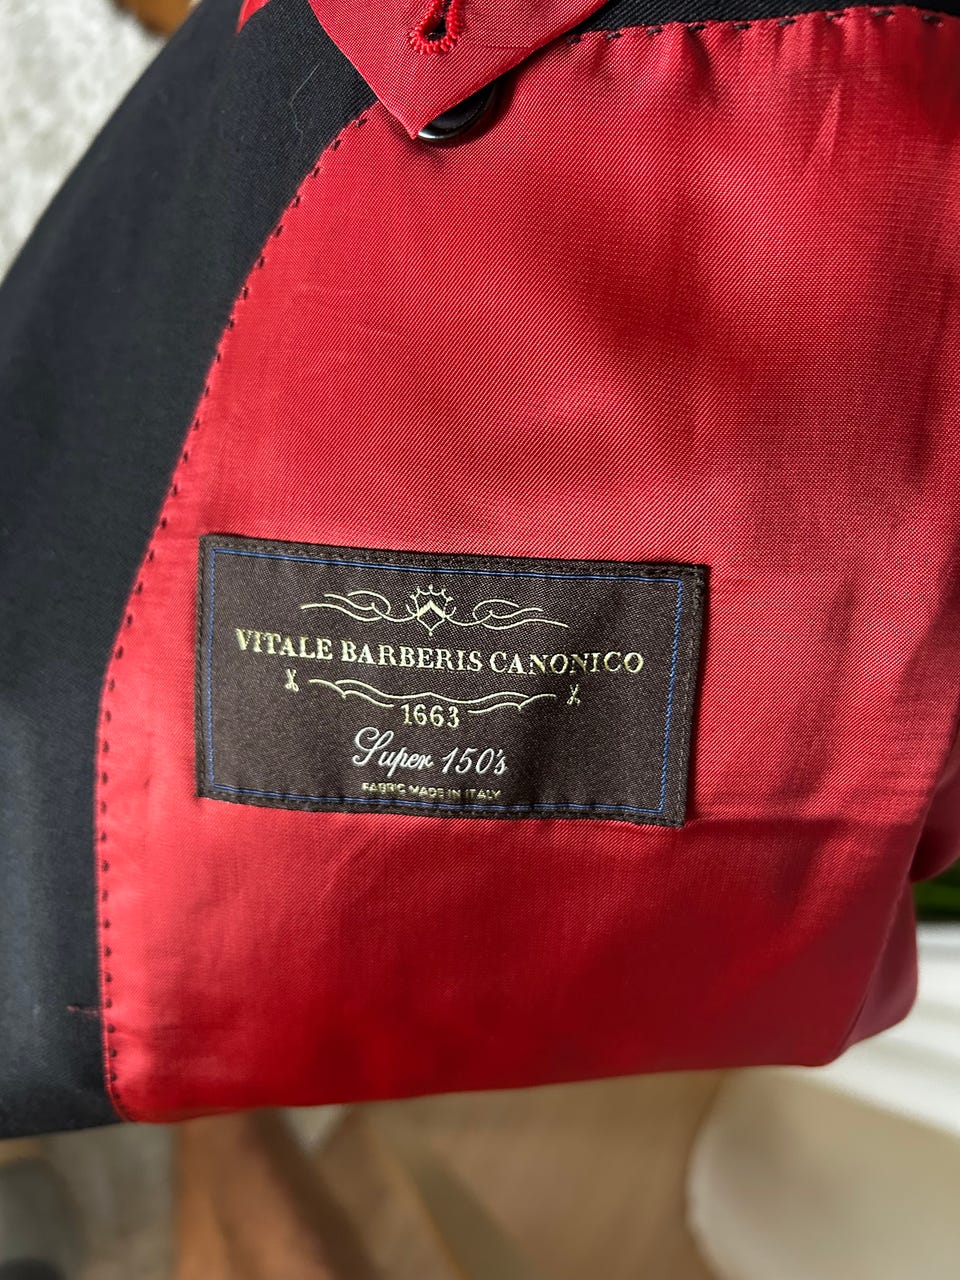 VITALE BARBERIS CANONICO
1663
Super 150's
FABRIC MADE IN ITALY